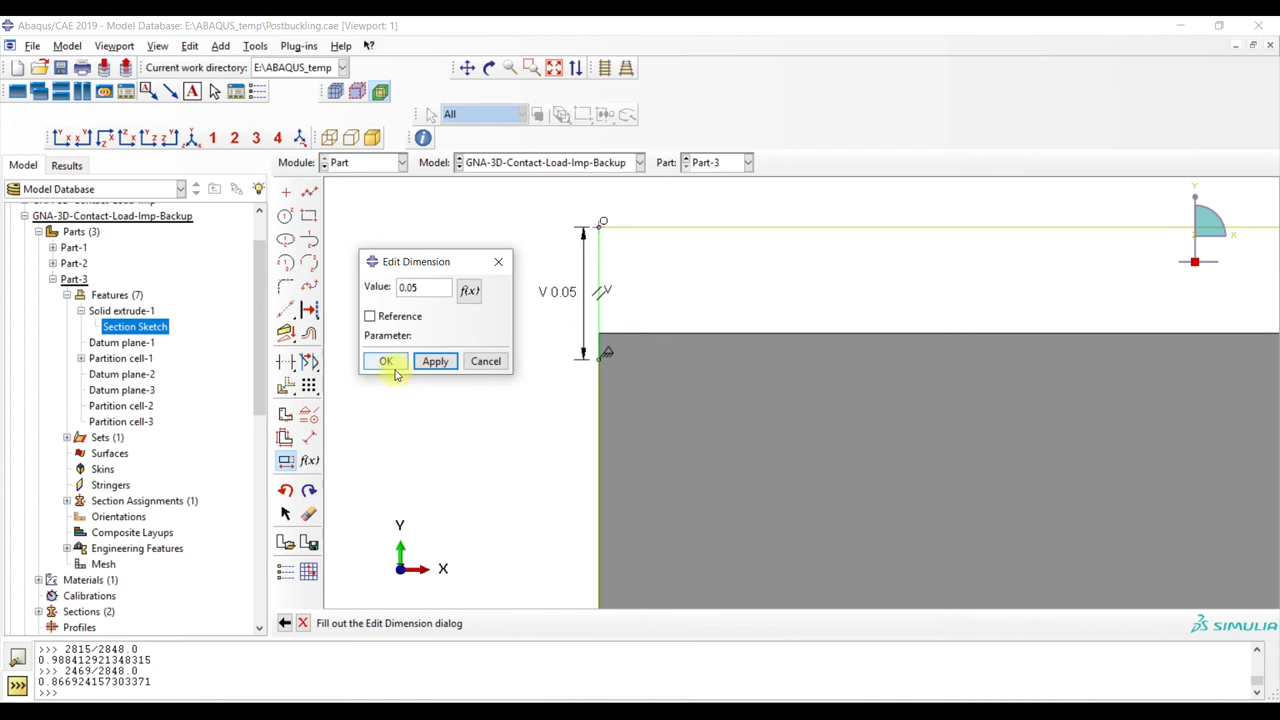 Abaqus/CAE 2019 - Model Database: E:\ABAQUS_temp\Postbuckling.cae [Viewport: 1]
File Model Viewport View Edit Add Tools Plug-ins Help
Current work directory: E:\ABAQUS_temp
All
1 2 3 4
Model Results
Module: Part Model: GNA-3D-Contact-Load-Imp-Backup Part: Part-3
Model Database
GNA-3D-Contact-Load-Imp-Backup
Parts (3)
Part-1
Part-2
Part-3
Features (7)
Solid extrude-1
Section Sketch
Datum plane-1
Partition cell-1
Datum plane-2
Datum plane-3
Partition cell-2
Partition cell-3
Sets (1)
Surfaces
Skins
Stringers
Section Assignments (1)
Orientations
Composite Layups
Engineering Features
Mesh
Materials (1)
Calibrations
Sections (2)
Profiles
Edit Dimension
Value: 0.05 f(x)
Reference
Parameter:
OK Apply Cancel
f(x)
V 0.05
V
Y
X
Z
Y
X
Fill out the Edit Dimension dialog
SIMULIA
>>> 2815/2848.0
0.988412921348315
>>> 2469/2848.0
0.866924157303371
>>>